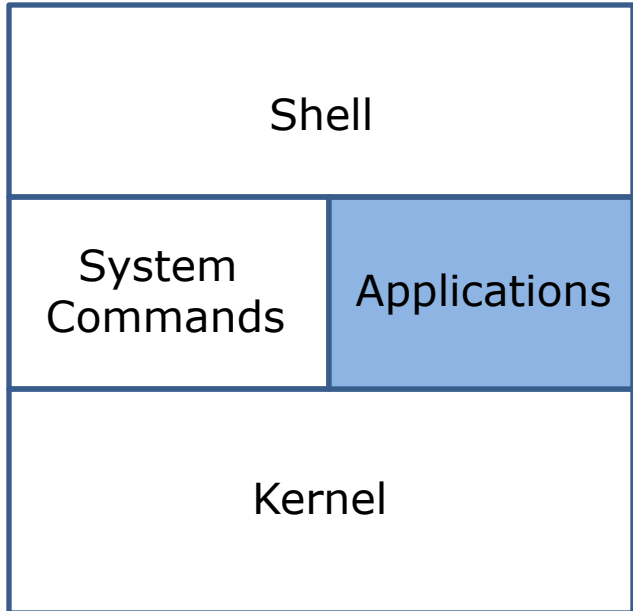 Shell
System
Commands
Applications
Kernel